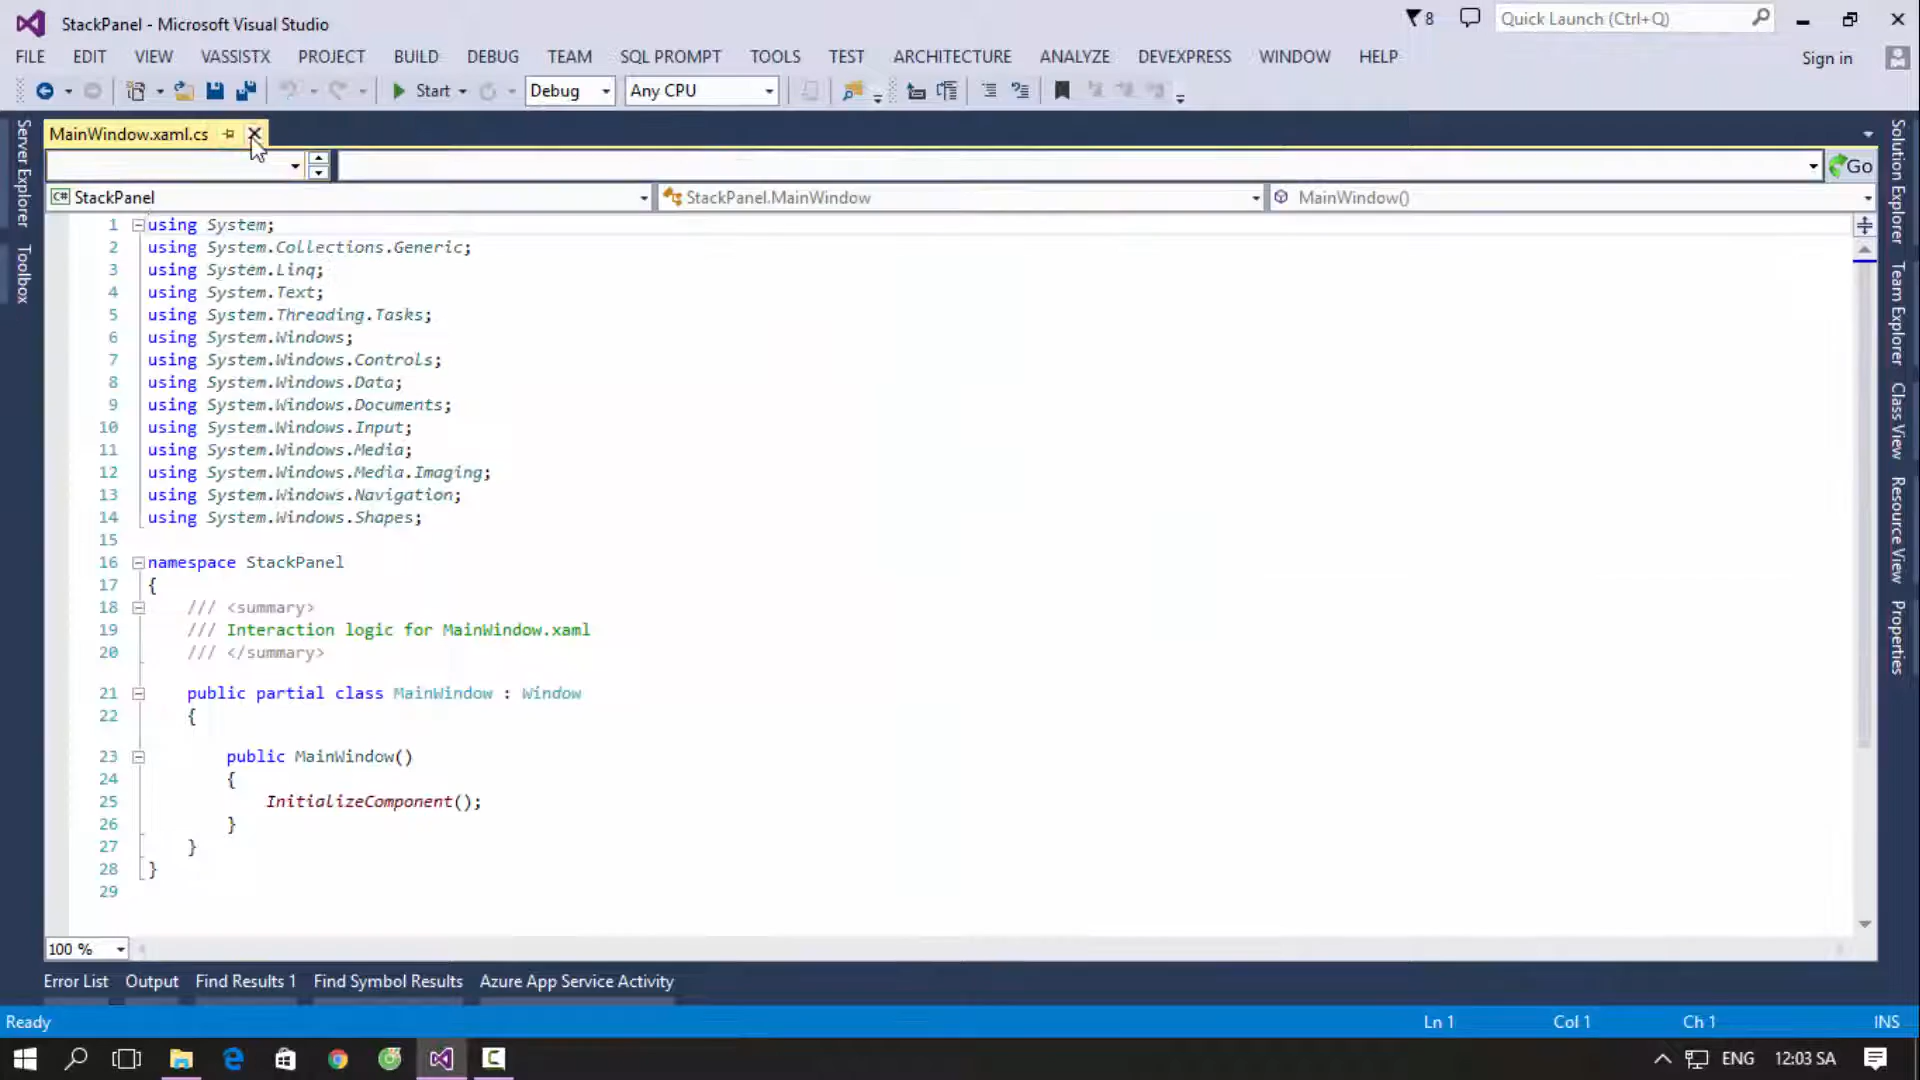 StackPanel - Microsoft Visual Studio
8
Quick Launch (Ctrl+Q)
FILE EDIT VIEW VASSISTX PROJECT BUILD DEBUG TEAM SQL PROMPT TOOLS TEST ARCHITECTURE ANALYZE DEVEXPRESS WINDOW HELP
Sign in
Start Debug Any CPU
MainWindow.xaml.cs
Go
C# StackPanel StackPanel.MainWindow MainWindow()
1 using System;
2 using System.Collections.Generic;
3 using System.Linq;
4 using System.Text;
5 using System.Threading.Tasks;
6 using System.Windows;
7 using System.Windows.Controls;
8 using System.Windows.Data;
9 using System.Windows.Documents;
10 using System.Windows.Input;
11 using System.Windows.Media;
12 using System.Windows.Media.Imaging;
13 using System.Windows.Navigation;
14 using System.Windows.Shapes;
15
16 namespace StackPanel
17 {
18 /// <summary>
19 /// Interaction logic for MainWindow.xaml
20 /// </summary>
21 public partial class MainWindow : Window
22 {
23 public MainWindow()
24 {
25 InitializeComponent();
26 }
27 }
28 }
29
100 %
Server Explorer
Toolbox
Solution Explorer
Team Explorer
Class View
Resource View
Properties
Error List Output Find Results 1 Find Symbol Results Azure App Service Activity
Ready Ln 1 Col 1 Ch 1 INS
ENG 12:03 SA